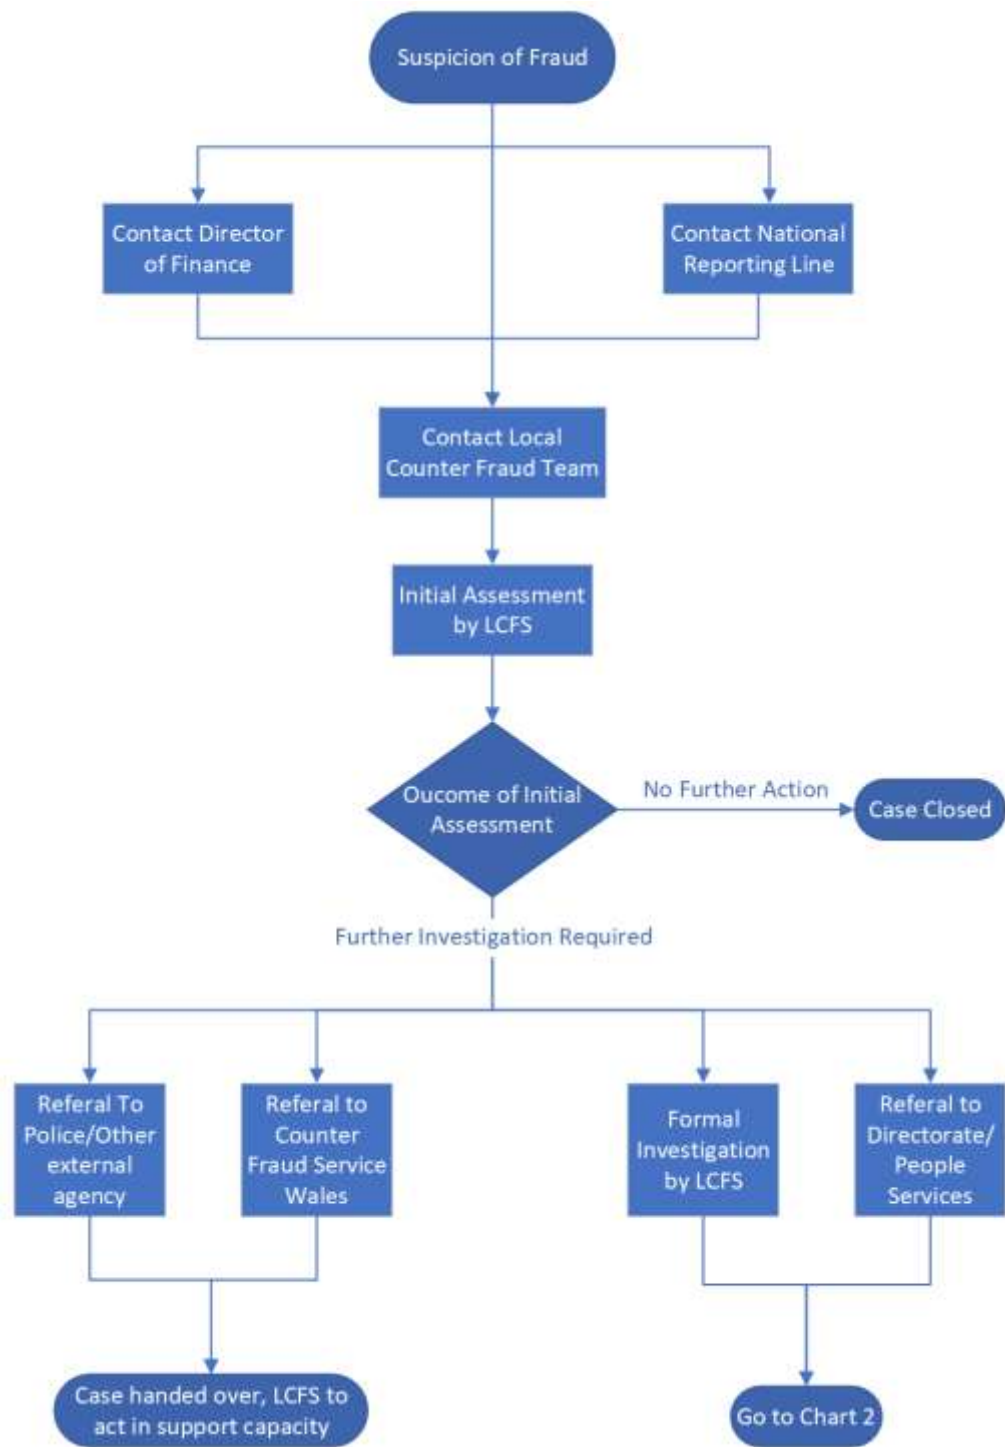 Suspicion of Fraud
Contact Director
of Finance
Contact National
Reporting Line
Contact Local
Counter Fraud Team
Initial Assessment
by LCFS
Oucome of Initial
Assessment
No Further Action
Case Closed
Further Investigation Required
Referal To
Police/Other
external
agency
Referal to
Counter
Fraud Service
Wales
Formal
Investigation
by LCFS
Referal to
Directorate/
People
Services
Case handed over, LCFS to
act in support capacity
Go to Chart 2